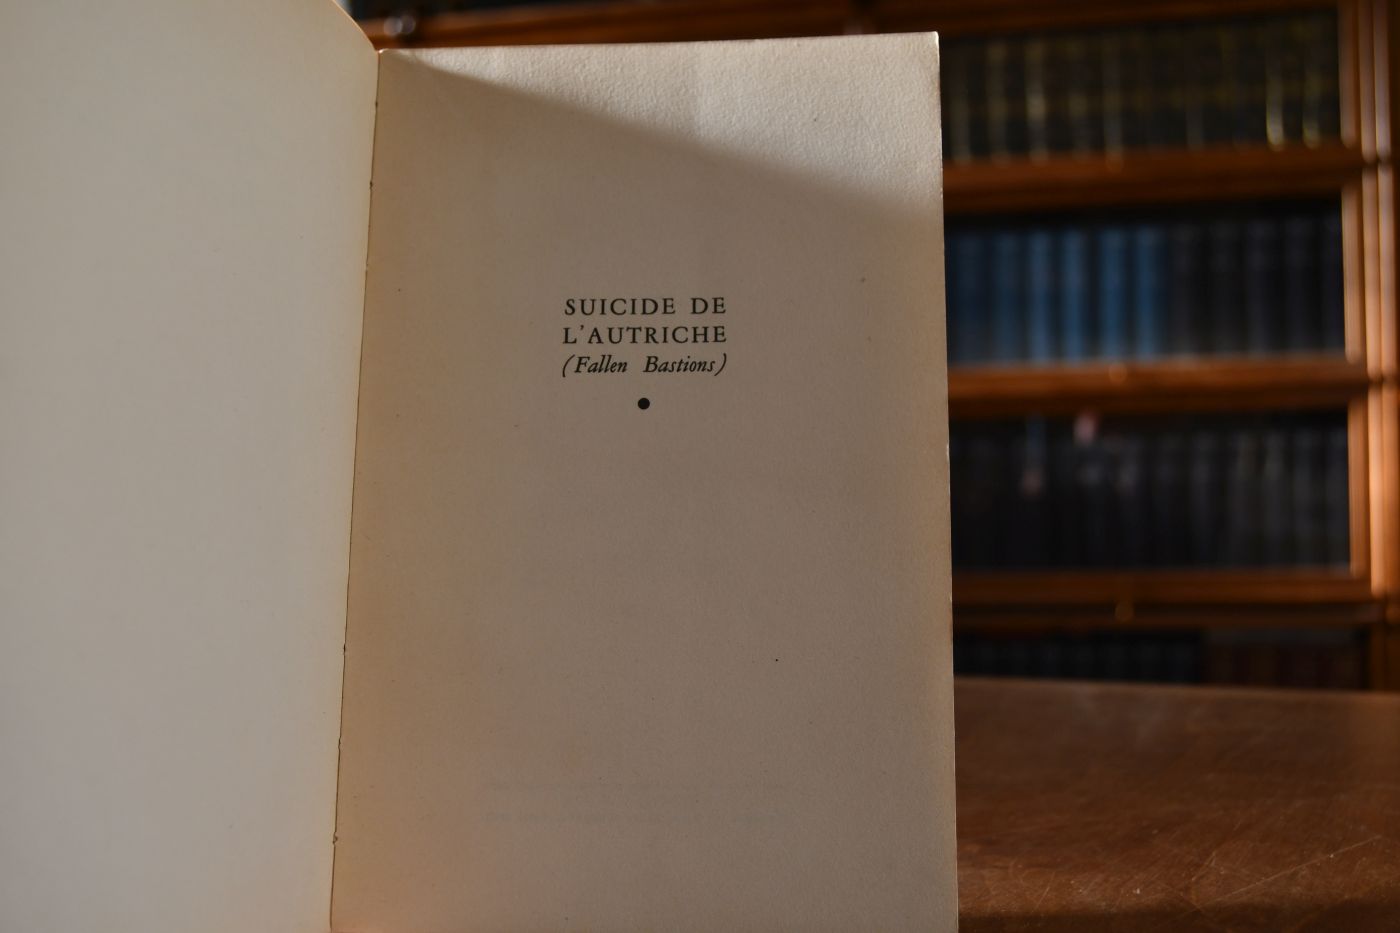 SUICIDE DE
L'AUTRICHE
(Fallen Bastions)